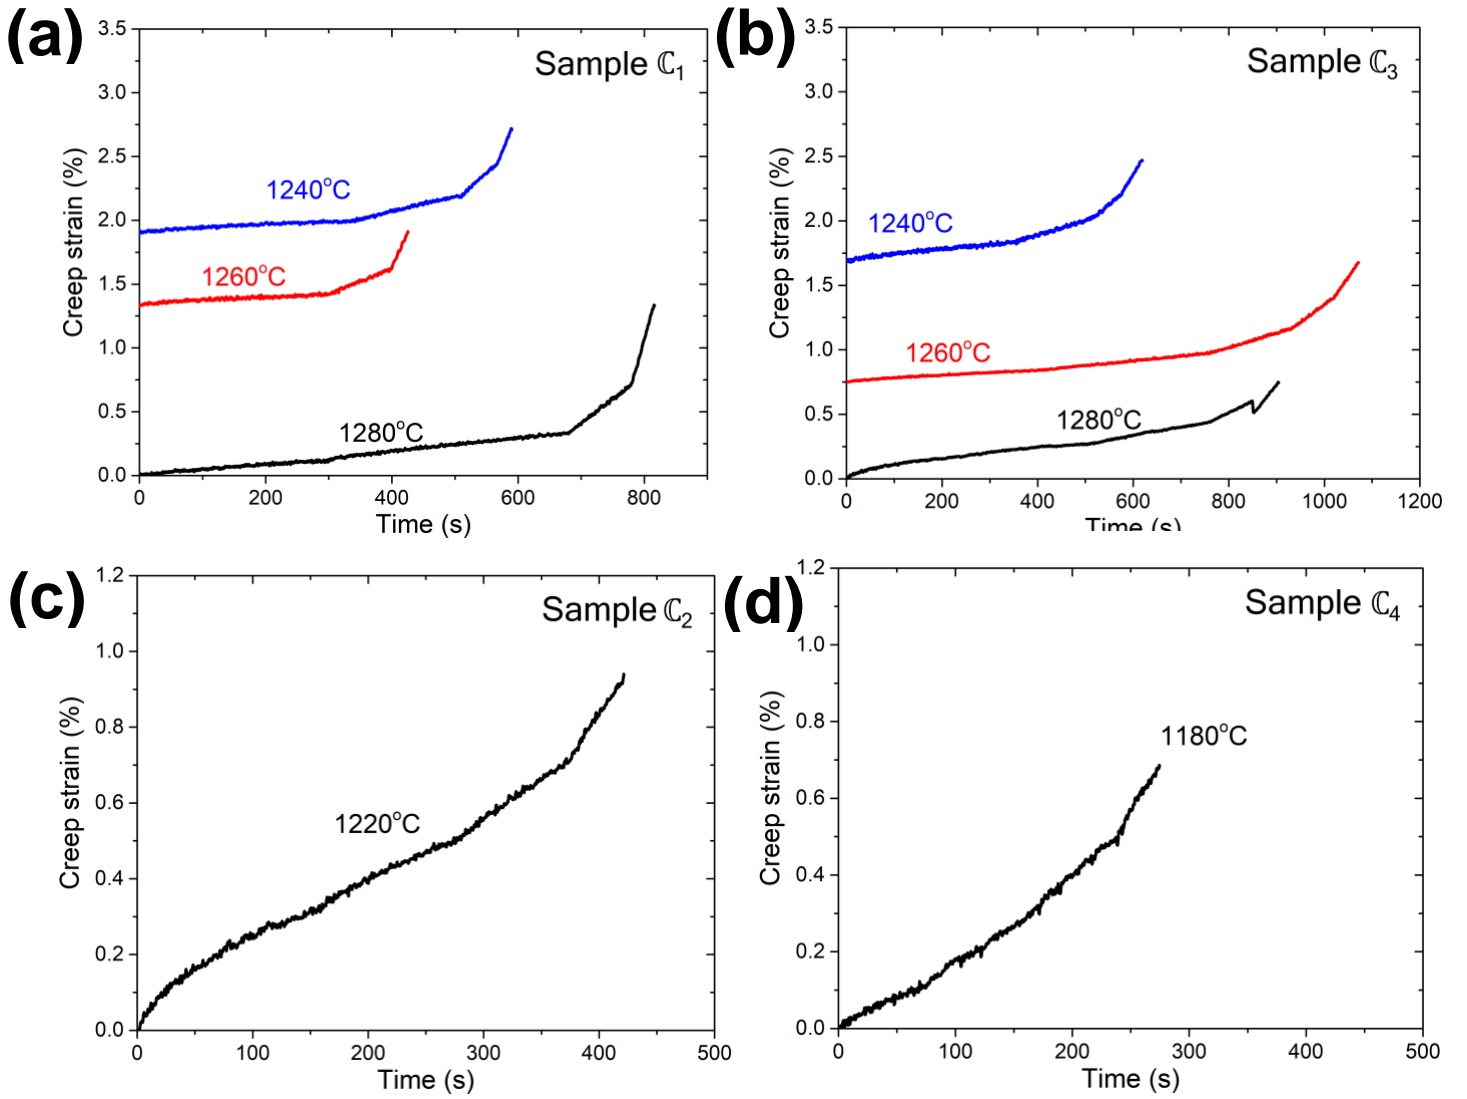 (a)
Sample ℂ₁
3.5
3.0
2.5
2.0
1.5
1.0
0.5
0.0
Creep strain (%)
1240°C
1260°C
1280°C
0 200 400 600 800
Time (s)
(b)
Sample ℂ₃
3.5
3.0
2.5
2.0
1.5
1.0
0.5
0.0
Creep strain (%)
1240°C
1260°C
1280°C
0 200 400 600 800 1000 1200
Time (s)
(c)
Sample ℂ₂
1.2
1.0
0.8
0.6
0.4
0.2
0.0
Creep strain (%)
1220°C
0 100 200 300 400 500
Time (s)
(d)
Sample ℂ₄
1.2
1.0
0.8
0.6
0.4
0.2
0.0
Creep strain (%)
1180°C
0 100 200 300 400 500
Time (s)